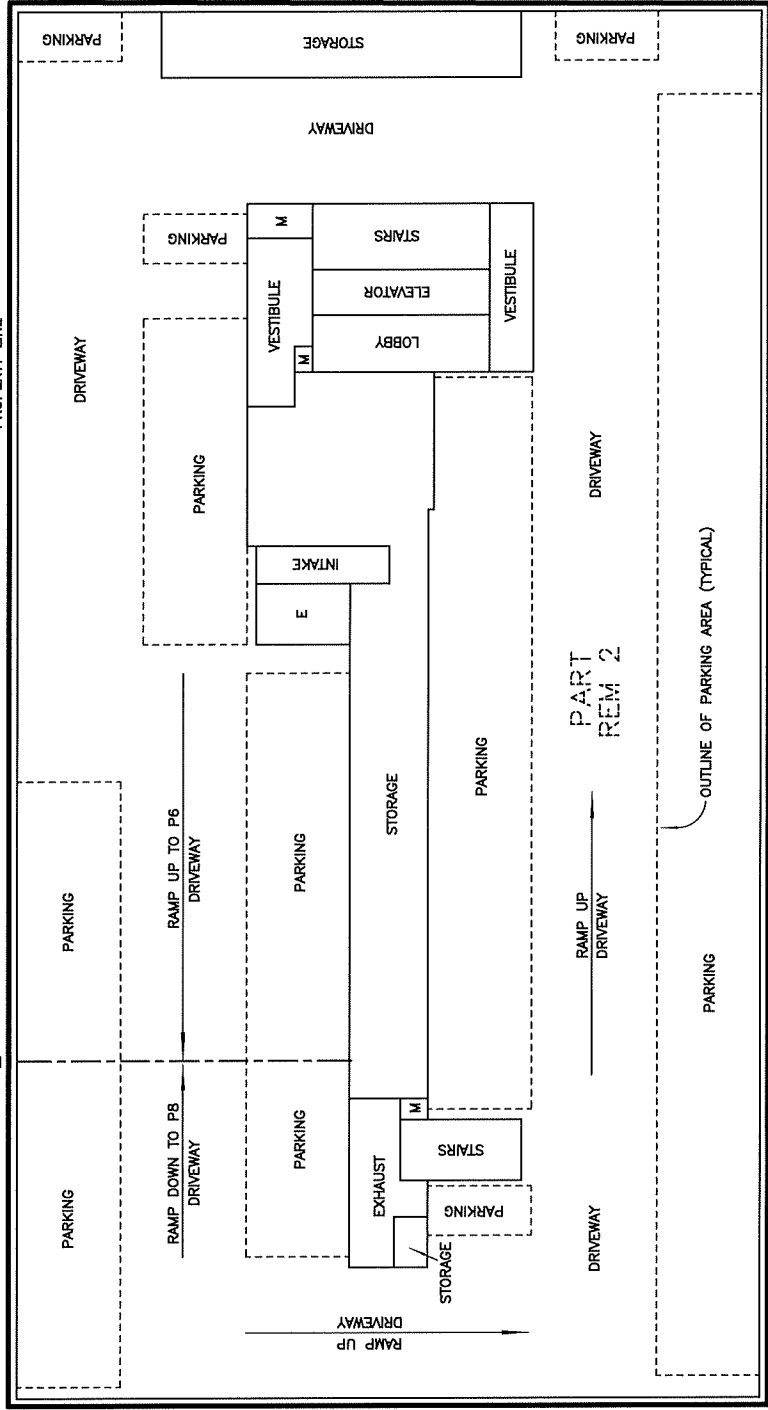 PARKING
STORAGE
PARKING
DRIVEWAY
PARKING
M
STAIRS
VESTIBULE
ELEVATOR
VESTIBULE
LOBBY
M
DRIVEWAY
PARKING
DRIVEWAY
INTAKE
E
PART
REM 2
OUTLINE OF PARKING AREA (TYPICAL)
PARKING
RAMP UP TO P6
DRIVEWAY
PARKING
STORAGE
PARKING
RAMP UP
DRIVEWAY
PARKING
PARKING
RAMP DOWN TO P8
DRIVEWAY
PARKING
EXHAUST
M
STAIRS
PARKING
STORAGE
DRIVEWAY
RAMP UP
DRIVEWAY